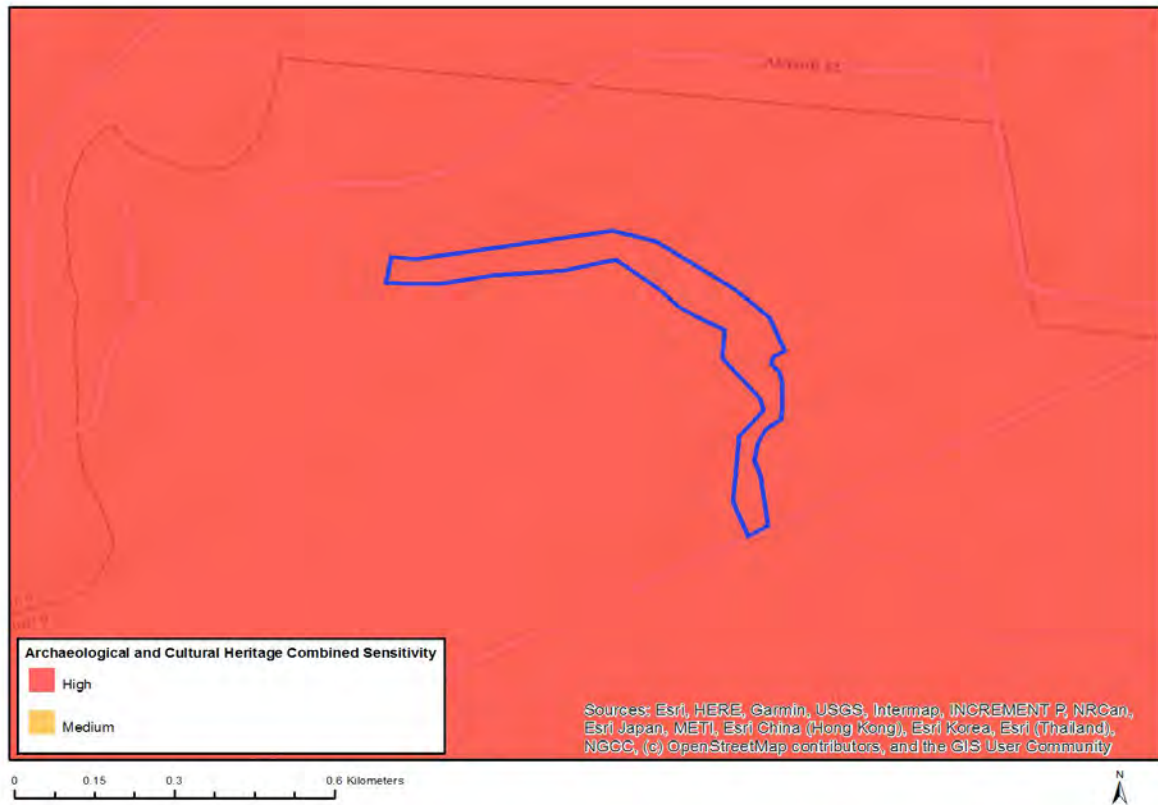 Archaeological and Cultural Heritage Combined Sensitivity
High
Medium
Sources: Esri, HERE, Garmin, USGS, Intermap, INCREMENT P, NRCan,
Esri Japan, METI, Esri China (Hong Kong), Esri Korea, Esri (Thailand),
NGCC, (c) OpenStreetMap contributors, and the GIS User Community
0 0.15 0.3 0.6 Kilometers
N